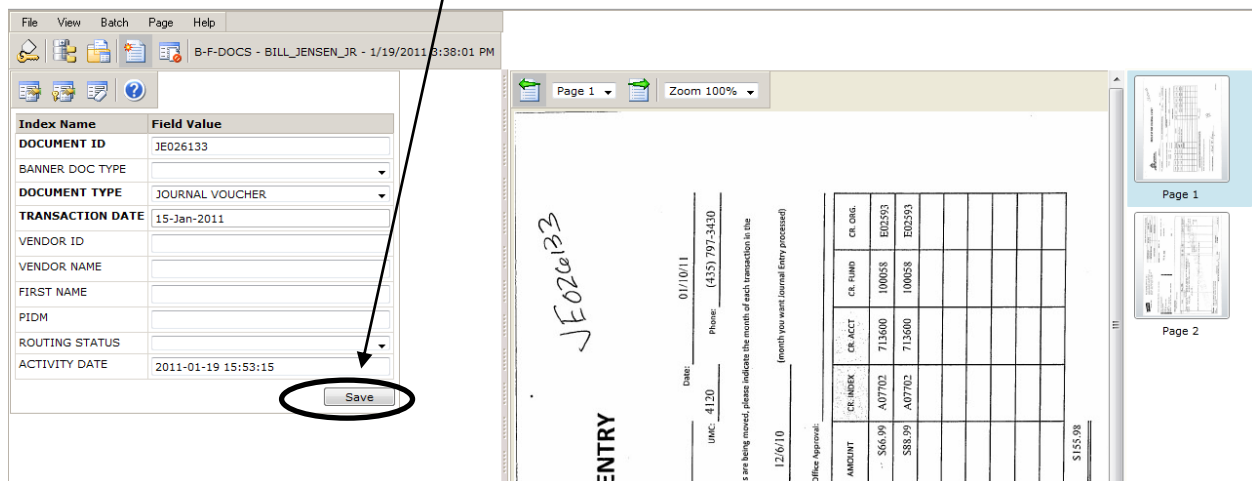 File View Batch Page Help
B-F-DOCS - BILL_JENSEN_JR - 1/19/2011 3:38:01 PM
Index Name Field Value
DOCUMENT ID JE026133
BANNER DOC TYPE
DOCUMENT TYPE JOURNAL VOUCHER
TRANSACTION DATE 15-Jan-2011
VENDOR ID
VENDOR NAME
FIRST NAME
PIDM
ROUTING STATUS
ACTIVITY DATE 2011-01-19 15:53:15
Save
Page 1 Zoom 100%
JE026133
ENTRY
Date: 01/10/11
UMC: 4120 Phone: (435) 797-3430
s are being moved, please indicate the month of each transaction in the
12/6/10 (month you want Journal Entry processed)
Office Approval:
AMOUNT CR. INDEX CR. ACCT CR. FUND CR. ORG.
$66.99 A07702 713600 100058 E02593
$88.99 A07702 713600 100058 E02593
$155.98
Page 1
Page 2